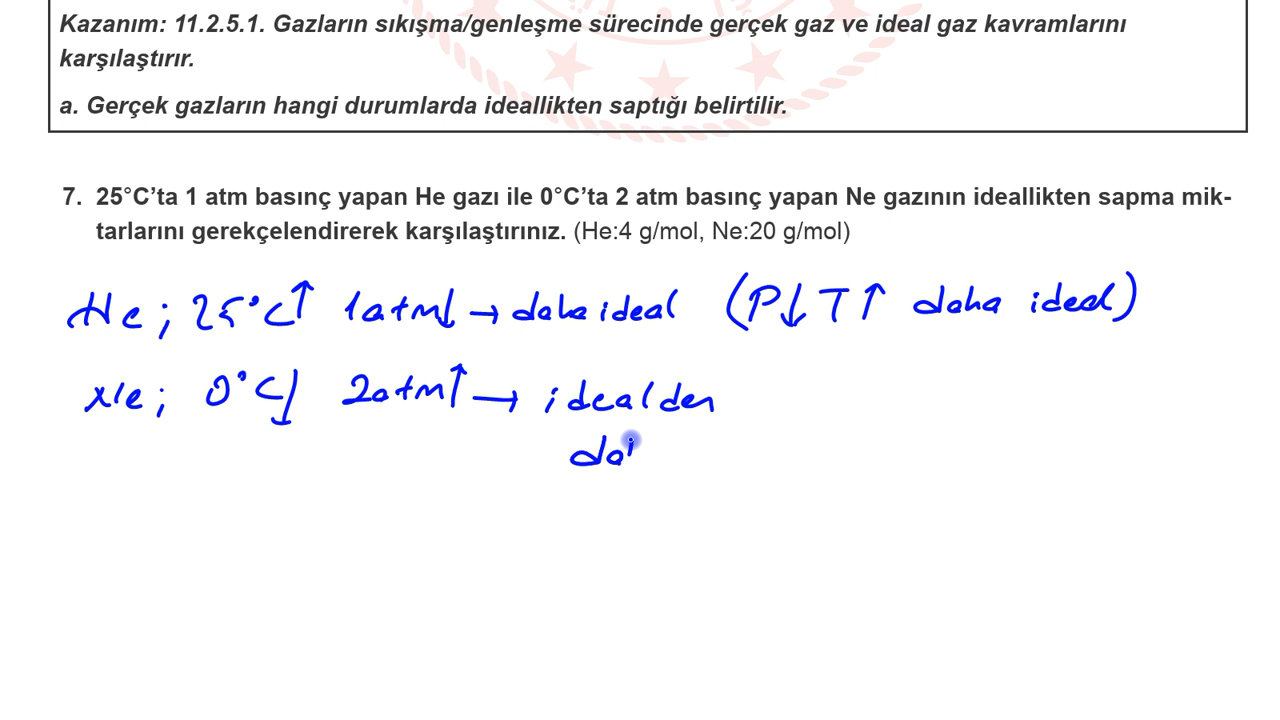 Kazanım: 11.2.5.1. Gazların sıkışma/genleşme sürecinde gerçek gaz ve ideal gaz kavramlarını
karşılaştırır.
a. Gerçek gazların hangi durumlarda ideallikten saptığı belirtilir.
7. 25°C'ta 1 atm basınç yapan He gazı ile 0°C'ta 2 atm basınç yapan Ne gazının ideallikten sapma mik-
tarlarını gerekçelendirerek karşılaştırınız. (He:4 g/mol, Ne:20 g/mol)
He; 25°C↑ 1atm↓ → daha ideal (P↓ T↑ daha ideal)
Ne; 0°C↓ 2atm↑ → idealden